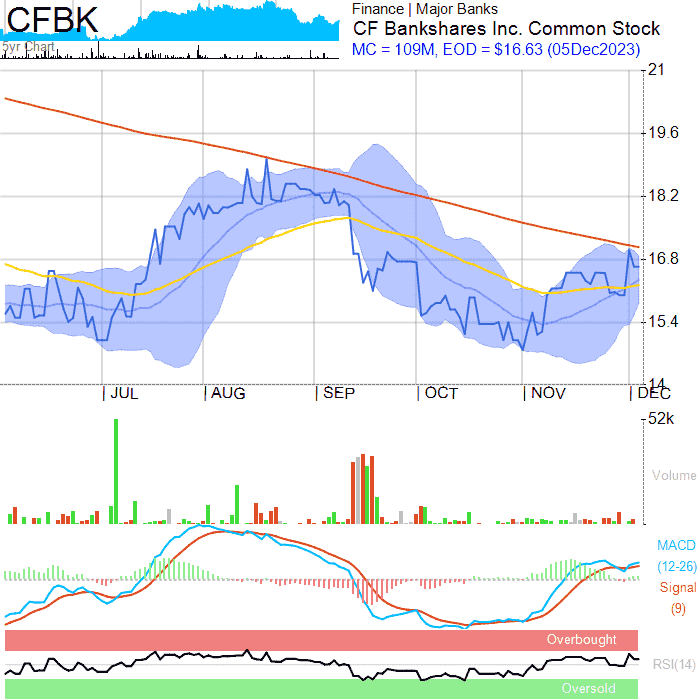 CFBK
5yr Chart
Finance | Major Banks
CF Bankshares Inc. Common Stock
MC = 109M, EOD = $16.63 (05Dec2023)
21
19.6
18.2
16.8
15.4
14
JUL
AUG
SEP
OCT
NOV
DEC
52k
Volume
MACD
(12-26)
Signal
(9)
Overbought
RSI(14)
Oversold